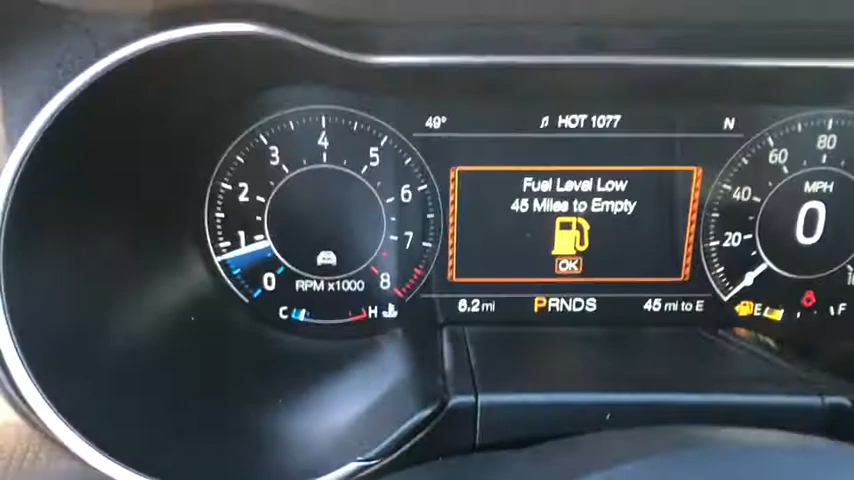 49°
♫ HOT 1077
N
Fuel Level Low
45 Miles to Empty
OK
0 1 2 3 4 5 6 7 8
RPM x1000
C H
6.2 mi
PRNDS
45 mi to E
20 40 60 80
MPH
0
E F